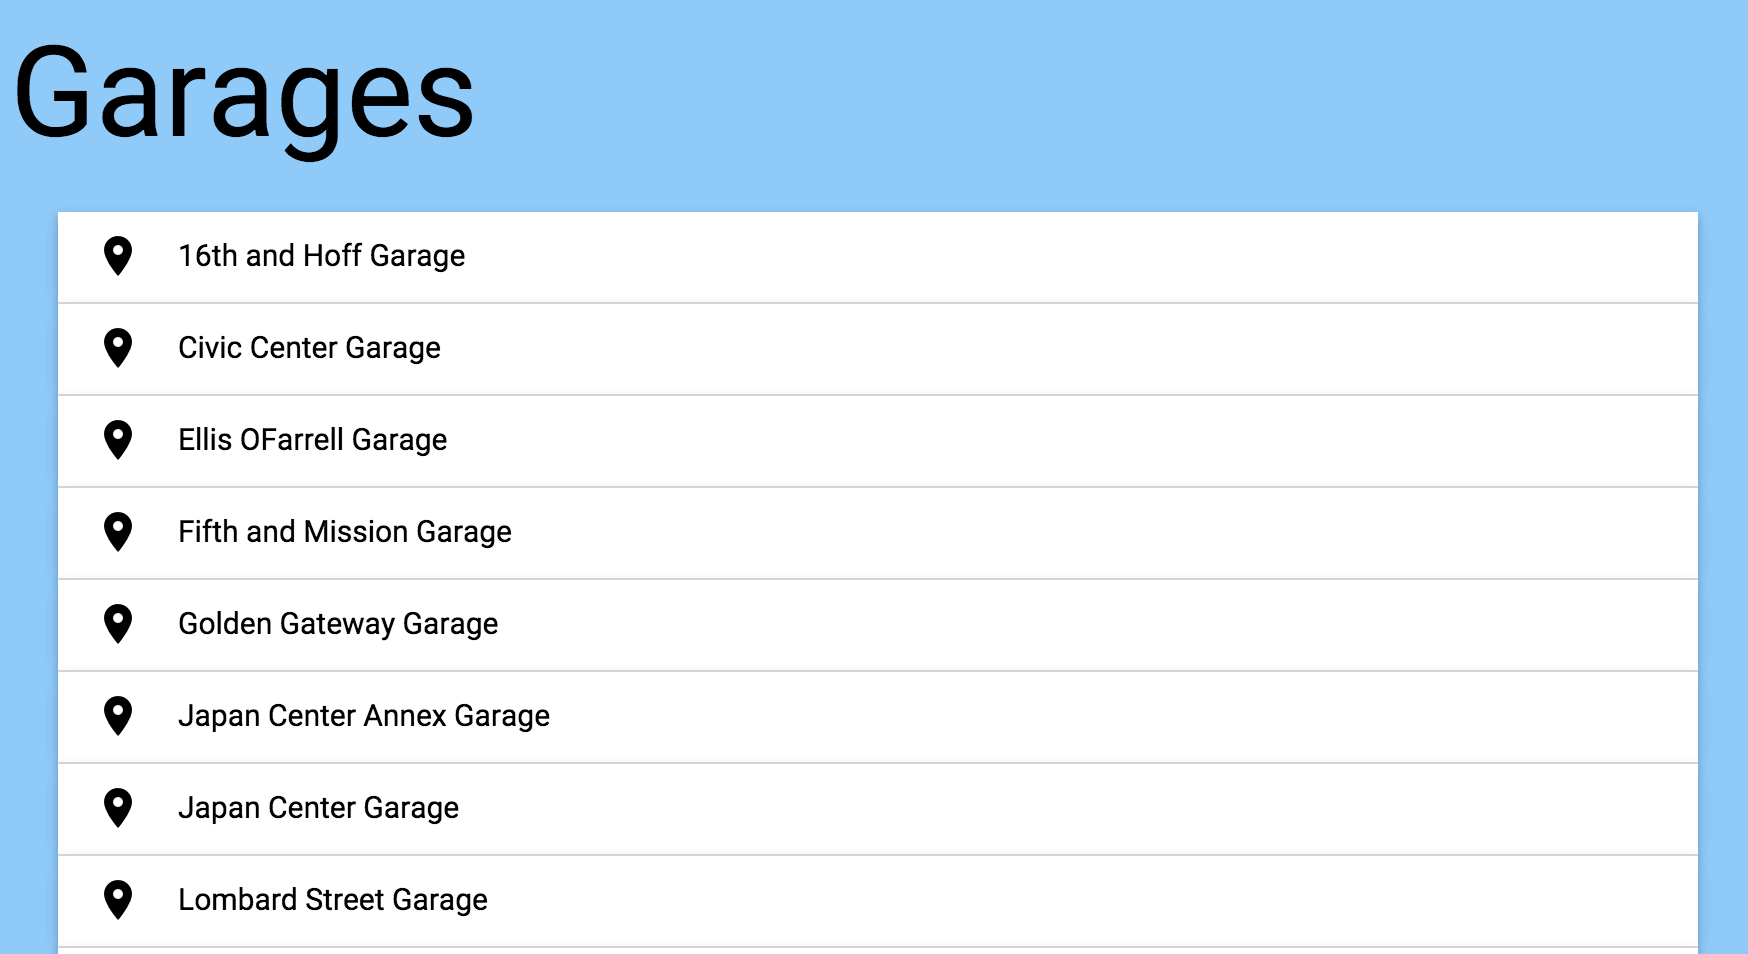 Garages
16th and Hoff Garage
Civic Center Garage
Ellis OFarrell Garage
Fifth and Mission Garage
Golden Gateway Garage
Japan Center Annex Garage
Japan Center Garage
Lombard Street Garage